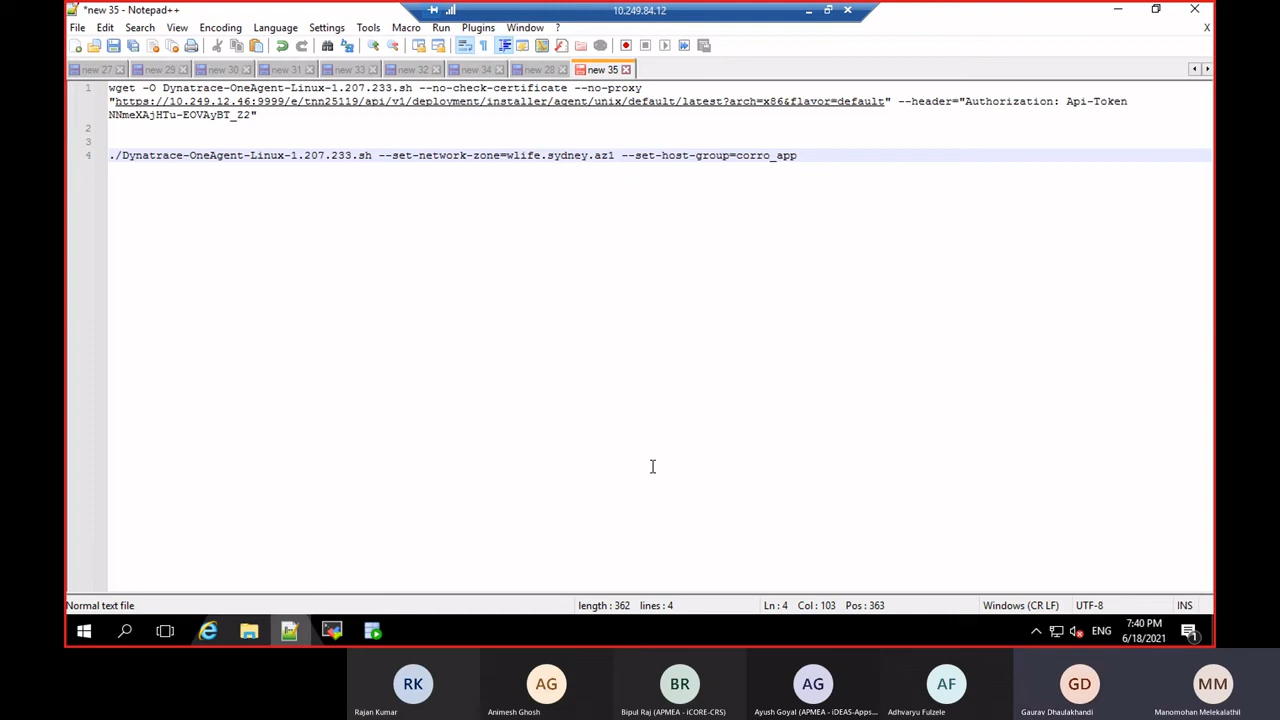 *new 35 - Notepad++
10.249.84.12
File Edit Search View Encoding Language Settings Tools Macro Run Plugins Window ? X
new 27 new 29 new 30 new 31 new 33 new 32 new 34 new 28 new 35
1 wget -O Dynatrace-OneAgent-Linux-1.207.233.sh --no-check-certificate --no-proxy
"https://10.249.12.46:9999/e/tnn25119/api/v1/deployment/installer/agent/unix/default/latest?arch=x86&flavor=default" --header="Authorization: Api-Token
NNmeXAjHTu-EOVAyBT_Z2"
2
3
4 ./Dynatrace-OneAgent-Linux-1.207.233.sh --set-network-zone=wlife.sydney.az1 --set-host-group=corro_app
Normal text file length : 362 lines : 4 Ln : 4 Col : 103 Pos : 363 Windows (CR LF) UTF-8 INS
ENG
7:40 PM
6/18/2021
1
RK AG BR AG AF GD MM
Rajan Kumar Animesh Ghosh Bipul Raj (APMEA - iCORE-CRS) Ayush Goyal (APMEA - iDEAS-Apps... Adhvaryu Fulzele Gaurav Dhaulakhandi Manomohan Melekalathil